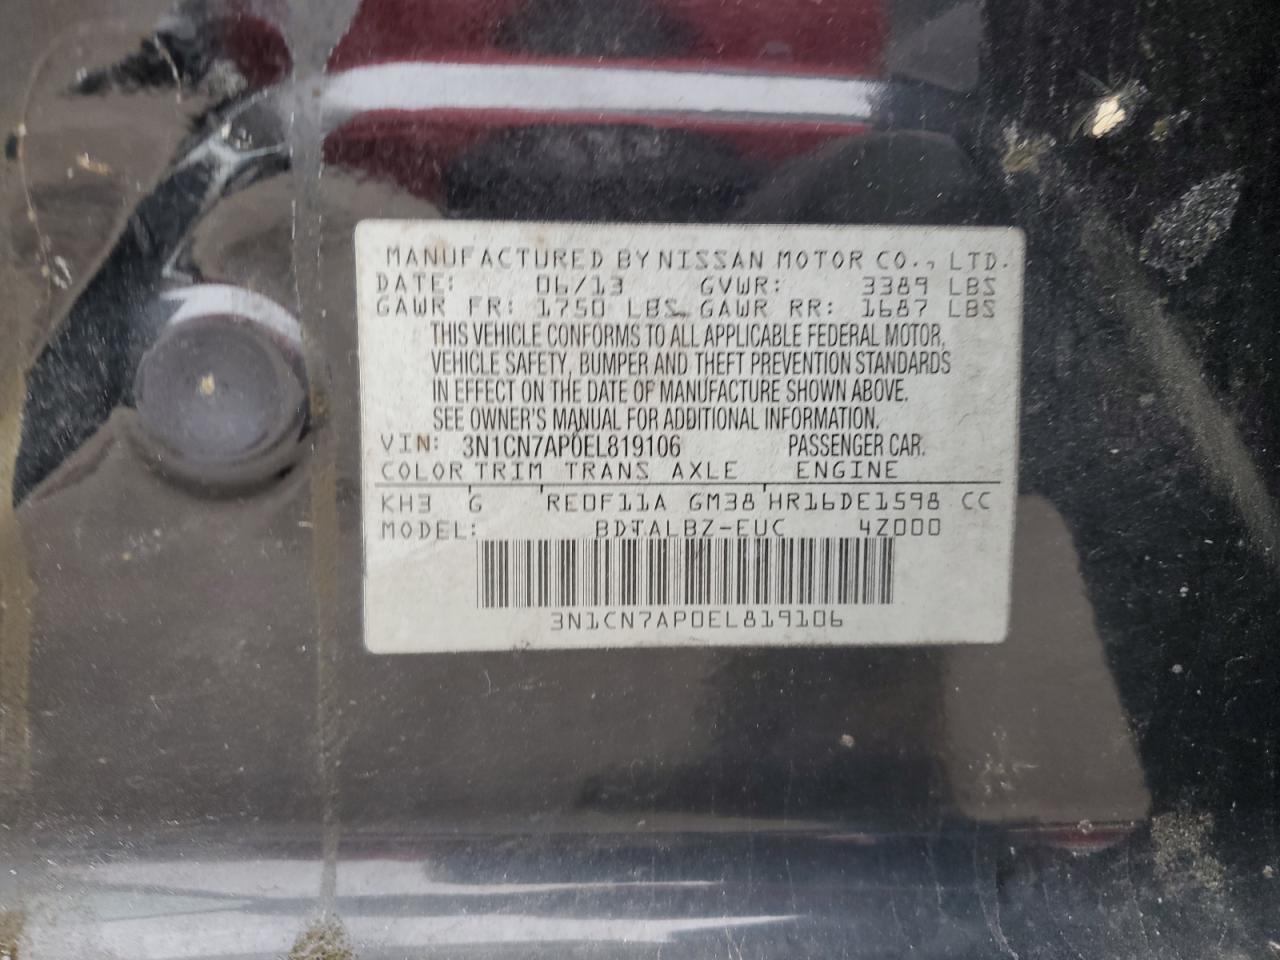 MANUFACTURED BY NISSAN MOTOR CO., LTD.
DATE: 06/13 GVWR: 3389 LBS
GAWR FR: 1750 LBS GAWR RR: 1687 LBS
THIS VEHICLE CONFORMS TO ALL APPLICABLE FEDERAL MOTOR
VEHICLE SAFETY, BUMPER AND THEFT PREVENTION STANDARDS
IN EFFECT ON THE DATE OF MANUFACTURE SHOWN ABOVE.
SEE OWNER'S MANUAL FOR ADDITIONAL INFORMATION.
VIN: 3N1CN7AP0EL819106 PASSENGER CAR.
COLOR TRIM TRANS AXLE ENGINE
KH3 G RE0F11A GM38 HR16DE1598 CC
MODEL: BDTALBZ-EUC 4Z000
3N1CN7AP0EL819106